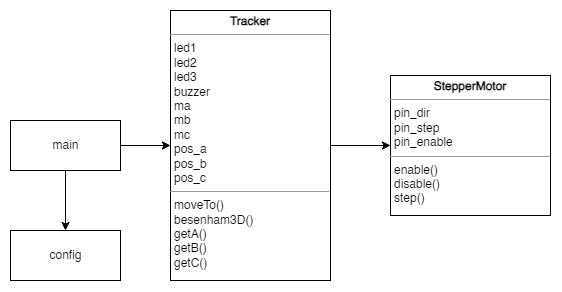 main
config
Tracker
led1
led2
led3
buzzer
ma
mb
mc
pos_a
pos_b
pos_c
moveTo()
besenham3D()
getA()
getB()
getC()
StepperMotor
pin_dir
pin_step
pin_enable
enable()
disable()
step()